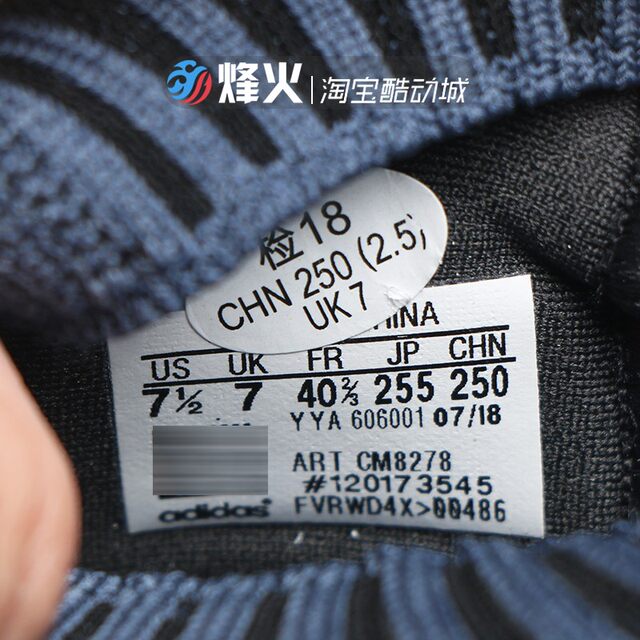 烽火 | 淘宝酷动城
检18
CHN 250 (2.5)
UK 7
HINA
US UK FR JP CHN
7½ 7 40⅔ 255 250
YYA 606001 07/18
ART CM8278
#120173545
adidas FVRWD4X>00486